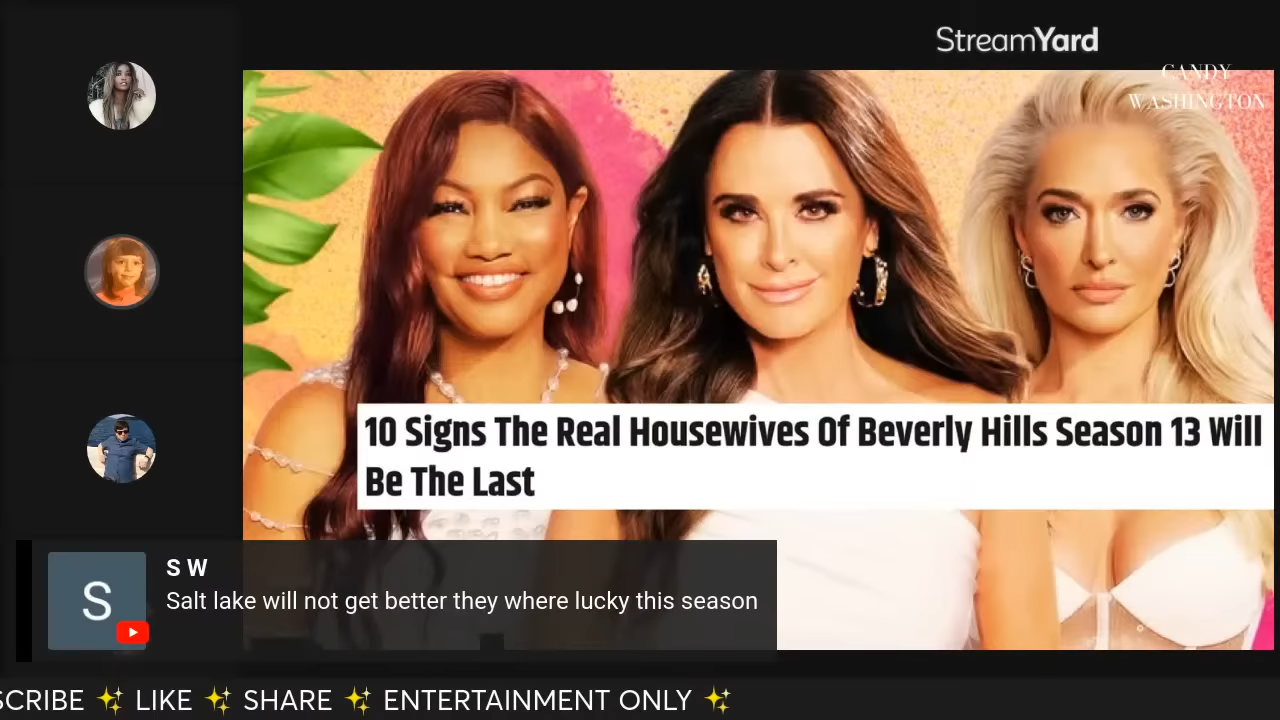 StreamYard
CANDY
WASHINGTON
10 Signs The Real Housewives Of Beverly Hills Season 13 Will
Be The Last
S
S W
Salt lake will not get better they where lucky this season
SCRIBE ✨ LIKE ✨ SHARE ✨ ENTERTAINMENT ONLY ✨